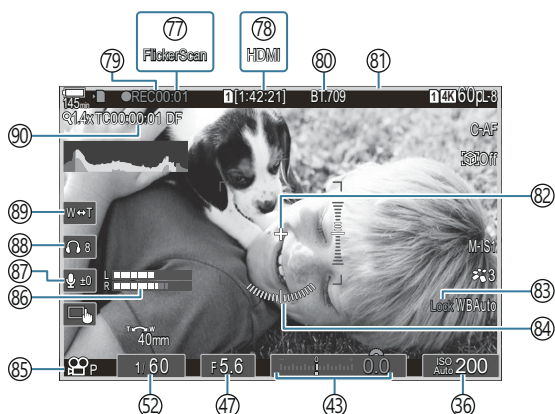 77 78
79 FlickerScan HDMI 80 81
145min ●REC00:01 1[1:42:21] BT.709 1 4K 60p L-8
90 1.4x TC00:00:01 DF C-AF
Off
82
89 W↔T
88 8 M-IS1
87 ±0 L 3
86 R Lock WBAuto 83
84
T W
40mm
85 P 1/60 F5.6 0 0.0 ISO Auto 200
52 47 43 36